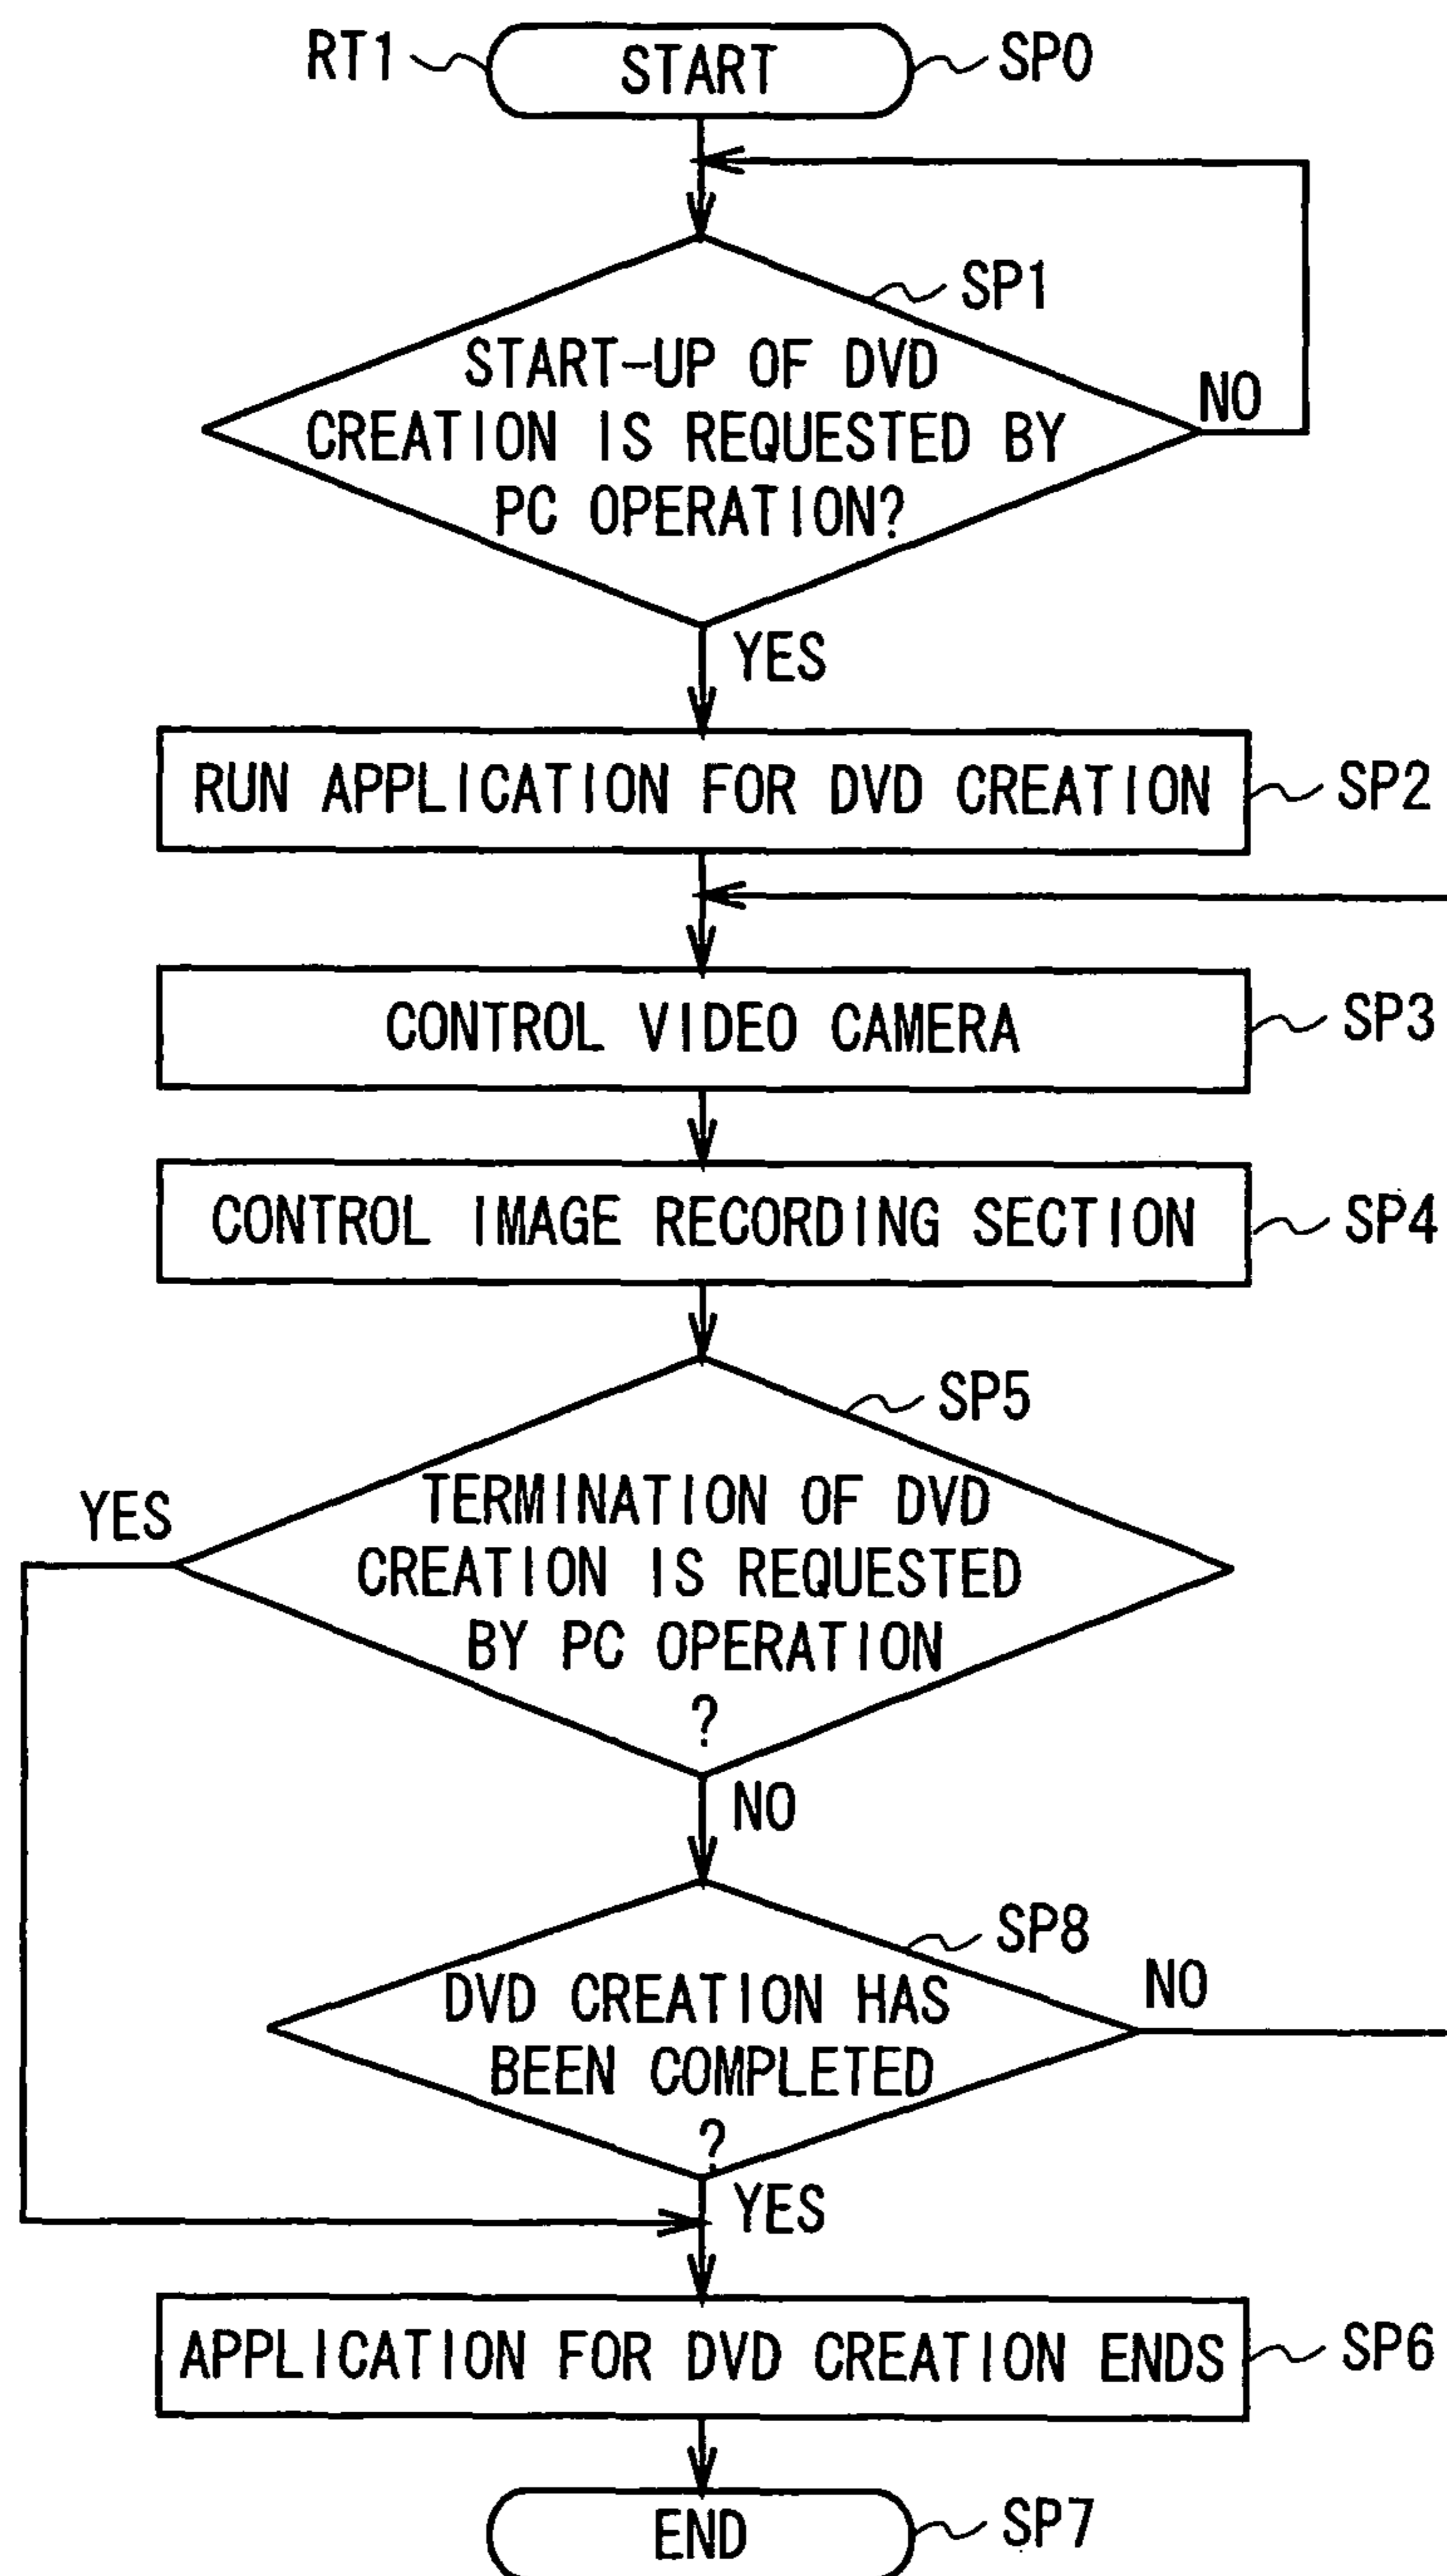 RT1
START
SP0
SP1
START-UP OF DVD
CREATION IS REQUESTED BY
PC OPERATION?
NO
YES
RUN APPLICATION FOR DVD CREATION
SP2
CONTROL VIDEO CAMERA
SP3
CONTROL IMAGE RECORDING SECTION
SP4
SP5
YES
TERMINATION OF DVD
CREATION IS REQUESTED
BY PC OPERATION
?
NO
SP8
DVD CREATION HAS
BEEN COMPLETED
?
NO
YES
APPLICATION FOR DVD CREATION ENDS
SP6
END
SP7